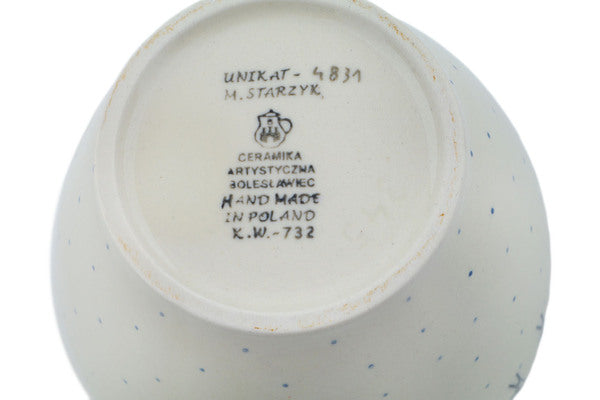 UNIKAT - 4831
M. STARZYK
CERAMIKA
ARTYSTYCZNA
BOLESŁAWIEC
HAND MADE
IN POLAND
K.W.-732